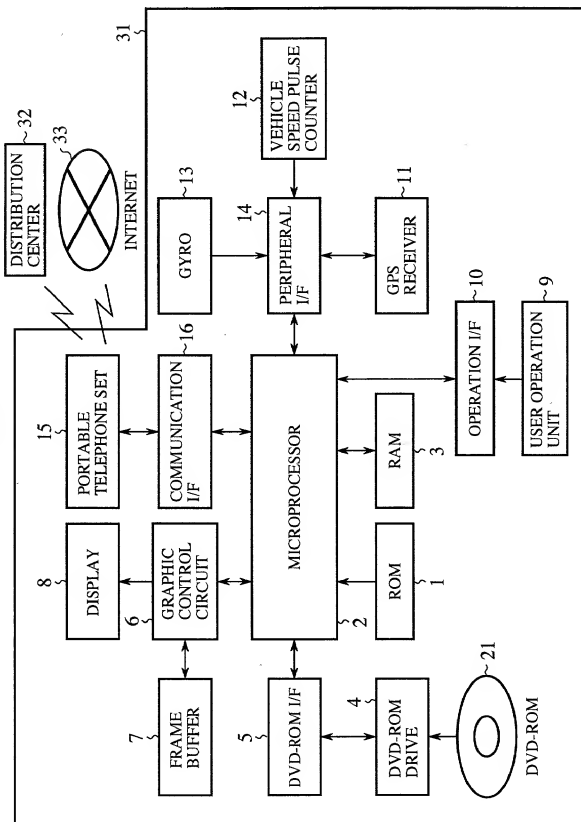 DISTRIBUTION
CENTER
32
33
INTERNET
31
15
PORTABLE
TELEPHONE SET
8
DISPLAY
16
COMMUNICATION
I/F
6
GRAPHIC
CONTROL
CIRCUIT
7
FRAME
BUFFER
13
GYRO
12
VEHICLE
SPEED PULSE
COUNTER
14
PERIPHERAL
I/F
11
GPS
RECEIVER
MICROPROCESSOR
2
5
DVD-ROM I/F
4
DVD-ROM
DRIVE
21
DVD-ROM
ROM
1
RAM
3
10
OPERATION I/F
9
USER OPERATION
UNIT